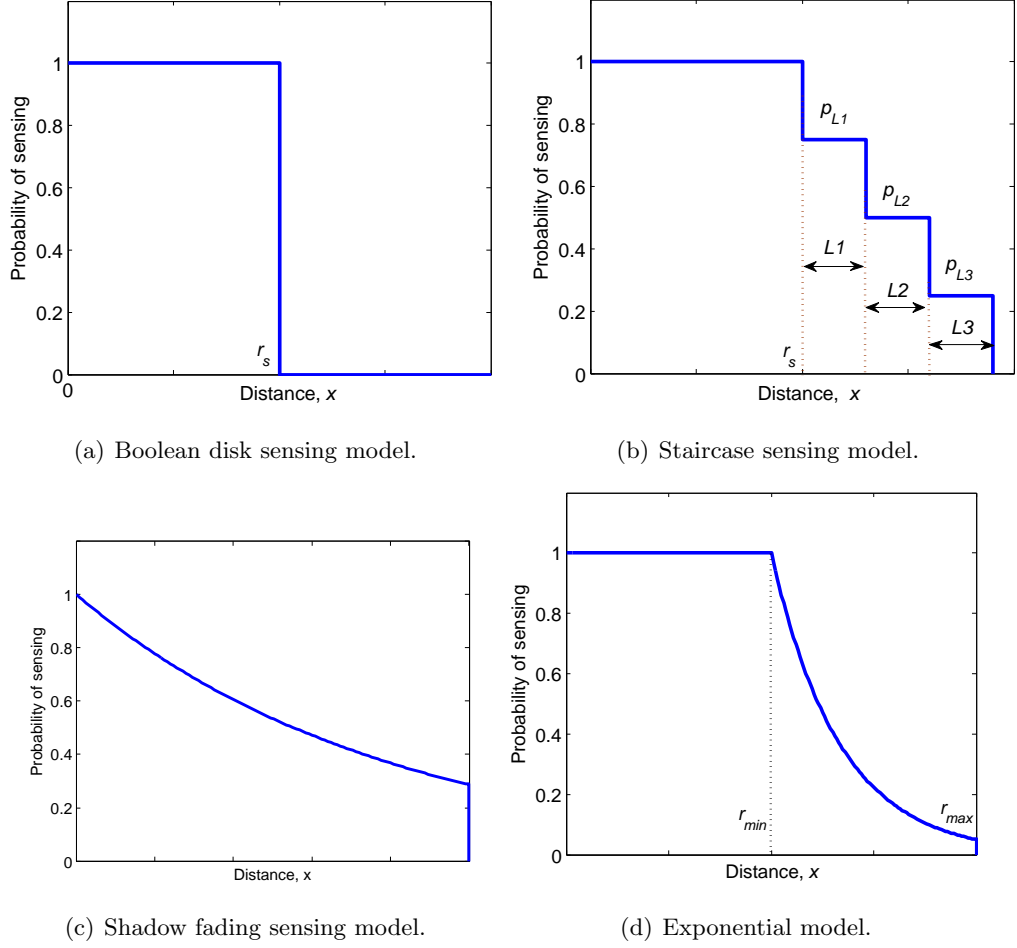 Probability of sensing
1
0.8
0.6
0.4
0.2
0
0
r_s
Distance, x
(a) Boolean disk sensing model.
Probability of sensing
1
0.8
0.6
0.4
0.2
0
p_L1
p_L2
p_L3
L1
L2
L3
r_s
Distance, x
(b) Staircase sensing model.
Probability of sensing
1
0.8
0.6
0.4
0.2
0
Distance, x
(c) Shadow fading sensing model.
Probability of sensing
1
0.8
0.6
0.4
0.2
0
r_min
r_max
Distance, x
(d) Exponential model.